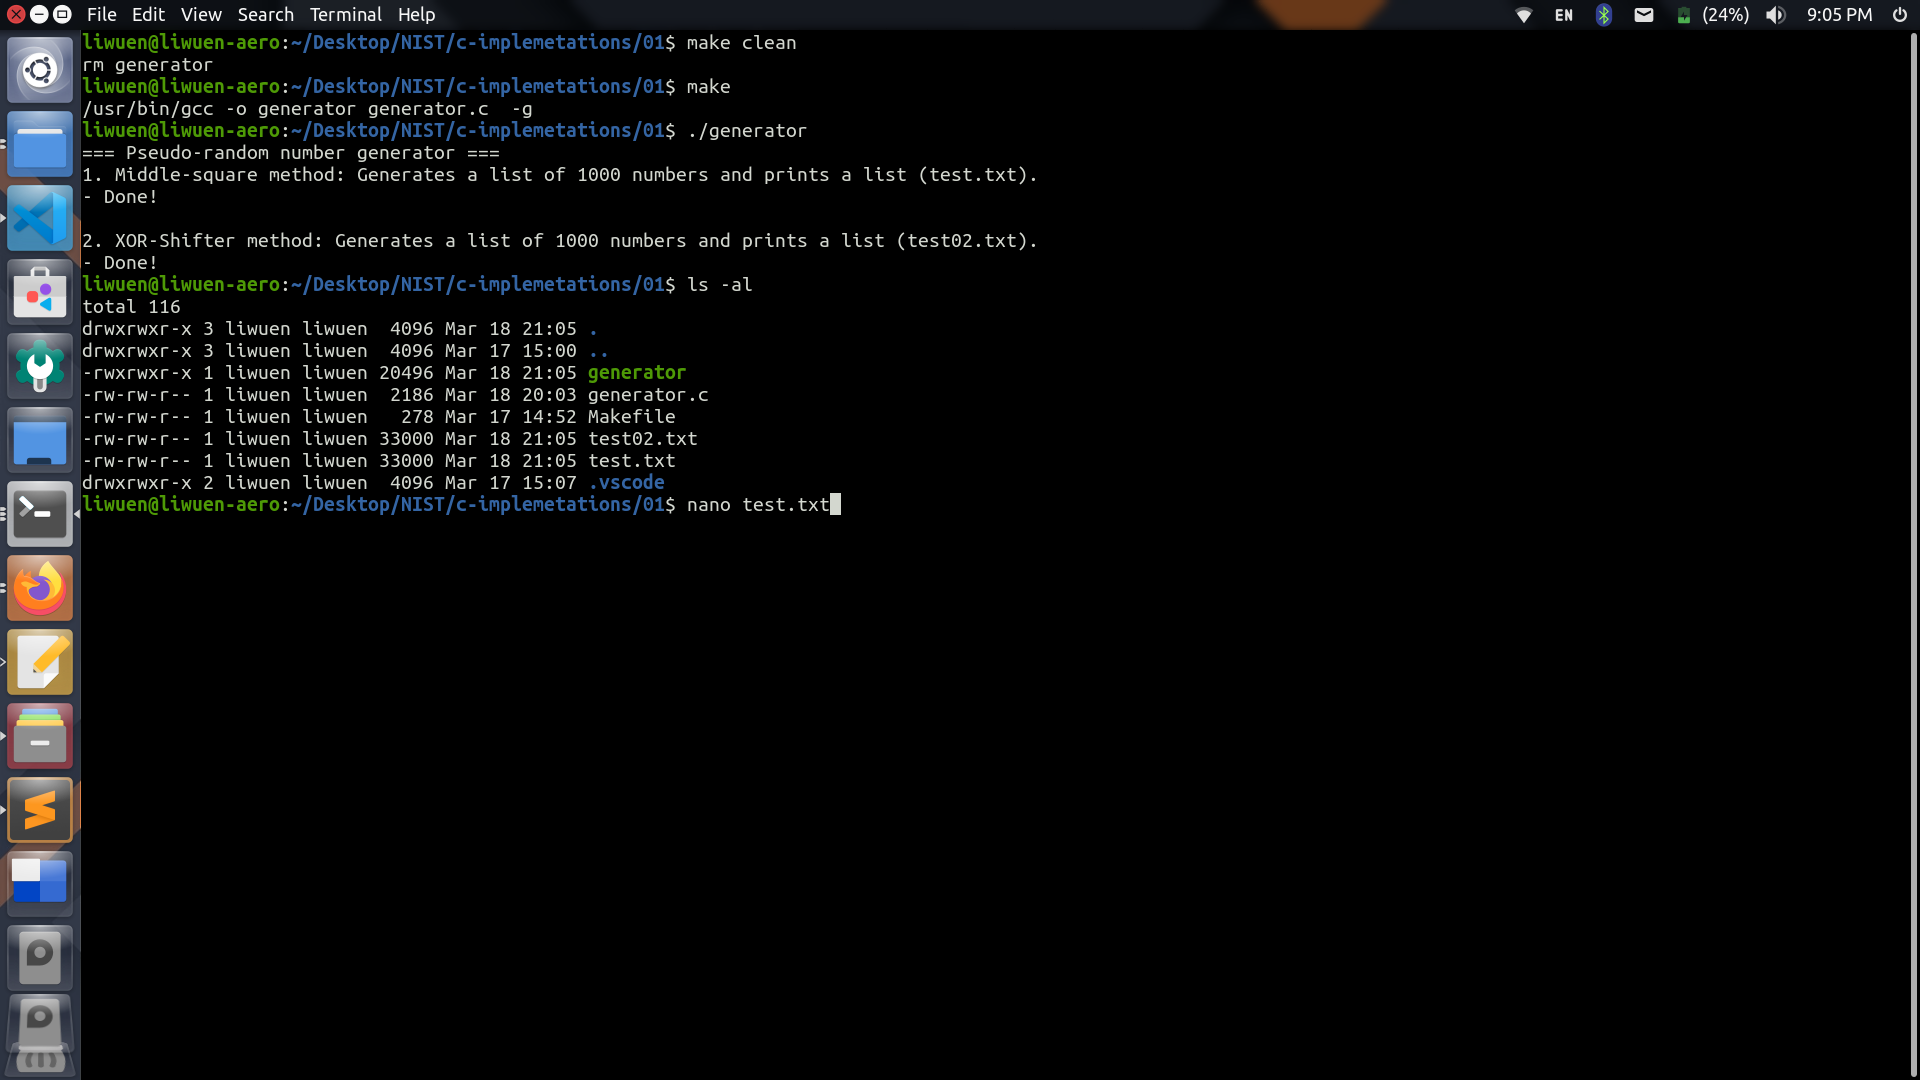 File Edit View Search Terminal Help EN (24%) 9:05 PM
liwuen@liwuen-aero:~/Desktop/NIST/c-implemetations/01$ make clean
rm generator
liwuen@liwuen-aero:~/Desktop/NIST/c-implemetations/01$ make
/usr/bin/gcc -o generator generator.c  -g
liwuen@liwuen-aero:~/Desktop/NIST/c-implemetations/01$ ./generator
=== Pseudo-random number generator ===
1. Middle-square method: Generates a list of 1000 numbers and prints a list (test.txt).
- Done!
2. XOR-Shifter method: Generates a list of 1000 numbers and prints a list (test02.txt).
- Done!
liwuen@liwuen-aero:~/Desktop/NIST/c-implemetations/01$ ls -al
total 116
drwxrwxr-x 3 liwuen liwuen  4096 Mar 18 21:05 .
drwxrwxr-x 3 liwuen liwuen  4096 Mar 17 15:00 ..
-rwxrwxr-x 1 liwuen liwuen 20496 Mar 18 21:05 generator
-rw-rw-r-- 1 liwuen liwuen  2186 Mar 18 20:03 generator.c
-rw-rw-r-- 1 liwuen liwuen   278 Mar 17 14:52 Makefile
-rw-rw-r-- 1 liwuen liwuen 33000 Mar 18 21:05 test02.txt
-rw-rw-r-- 1 liwuen liwuen 33000 Mar 18 21:05 test.txt
drwxrwxr-x 2 liwuen liwuen  4096 Mar 17 15:07 .vscode
liwuen@liwuen-aero:~/Desktop/NIST/c-implemetations/01$ nano test.txt